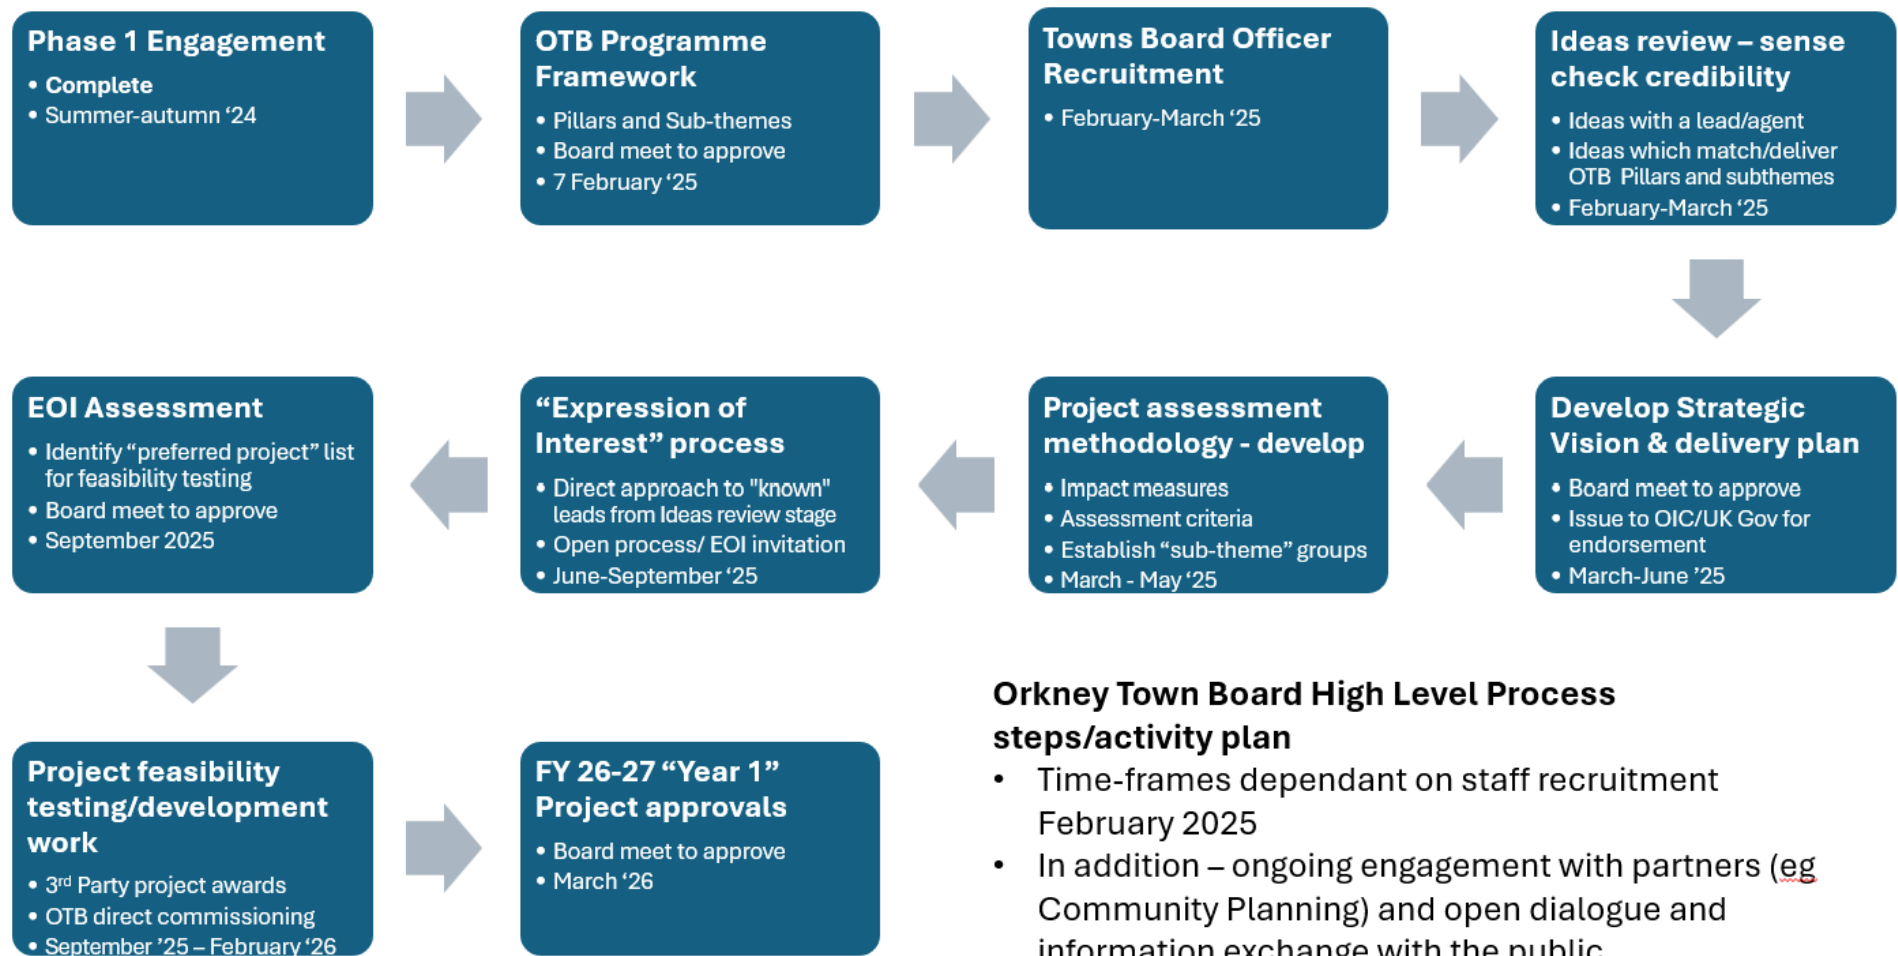 Phase 1 Engagement
• Complete
• Summer-autumn ‘24
OTB Programme
Framework
• Pillars and Sub-themes
• Board meet to approve
• 7 February ‘25
Towns Board Officer
Recruitment
• February-March ‘25
Ideas review – sense
check credibility
• Ideas with a lead/agent
• Ideas which match/deliver
OTB Pillars and subthemes
• February-March ‘25
Develop Strategic
Vision & delivery plan
• Board meet to approve
• Issue to OIC/UK Gov for
endorsement
• March-June ’25
Project assessment
methodology - develop
• Impact measures
• Assessment criteria
• Establish “sub-theme” groups
• March - May ‘25
“Expression of
Interest” process
• Direct approach to "known"
leads from Ideas review stage
• Open process/ EOI invitation
• June-September ‘25
EOI Assessment
• Identify “preferred project” list
for feasibility testing
• Board meet to approve
• September 2025
Project feasibility
testing/development
work
• 3rd Party project awards
• OTB direct commissioning
• September ’25 – February ‘26
FY 26-27 “Year 1”
Project approvals
• Board meet to approve
• March ‘26
Orkney Town Board High Level Process
steps/activity plan
• Time-frames dependant on staff recruitment
February 2025
• In addition – ongoing engagement with partners (eg
Community Planning) and open dialogue and
information exchange with the public